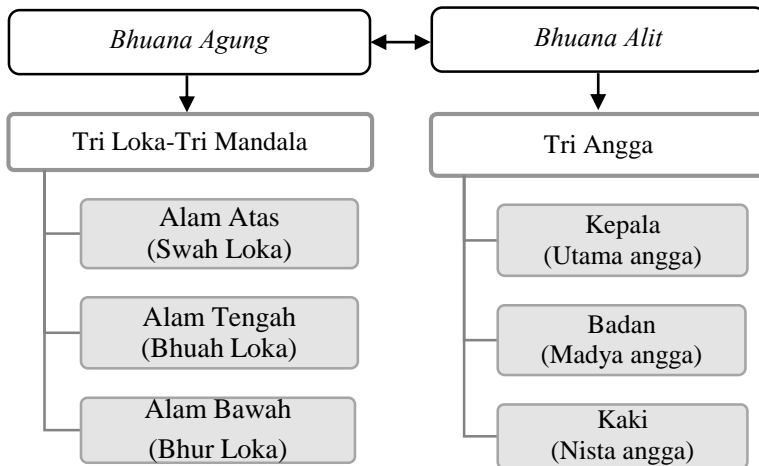 Bhuana Agung
Bhuana Alit
Tri Loka-Tri Mandala
Tri Angga
Alam Atas
(Swah Loka)
Alam Tengah
(Bhuah Loka)
Alam Bawah
(Bhur Loka)
Kepala
(Utama angga)
Badan
(Madya angga)
Kaki
(Nista angga)